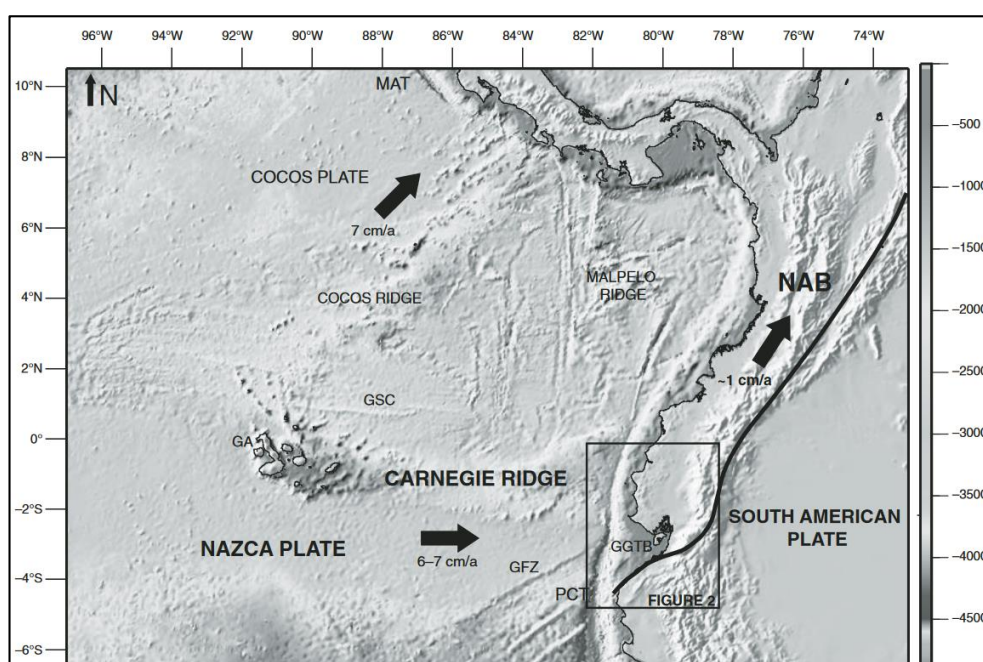 96°W 94°W 92°W 90°W 88°W 86°W 84°W 82°W 80°W 78°W 76°W 74°W
10°N
N
MAT
−500
8°N
COCOS PLATE
−1000
7 cm/a
6°N
−1500
MALPELO
RIDGE
NAB
4°N
COCOS RIDGE
−2000
~1 cm/a
2°N
−2500
GSC
0°
GA
−3000
CARNEGIE RIDGE
−2°S
−3500
SOUTH AMERICAN
PLATE
NAZCA PLATE
GGTB
6–7 cm/a
GFZ
−4000
−4°S
PCT
FIGURE 2
−4500
−6°S